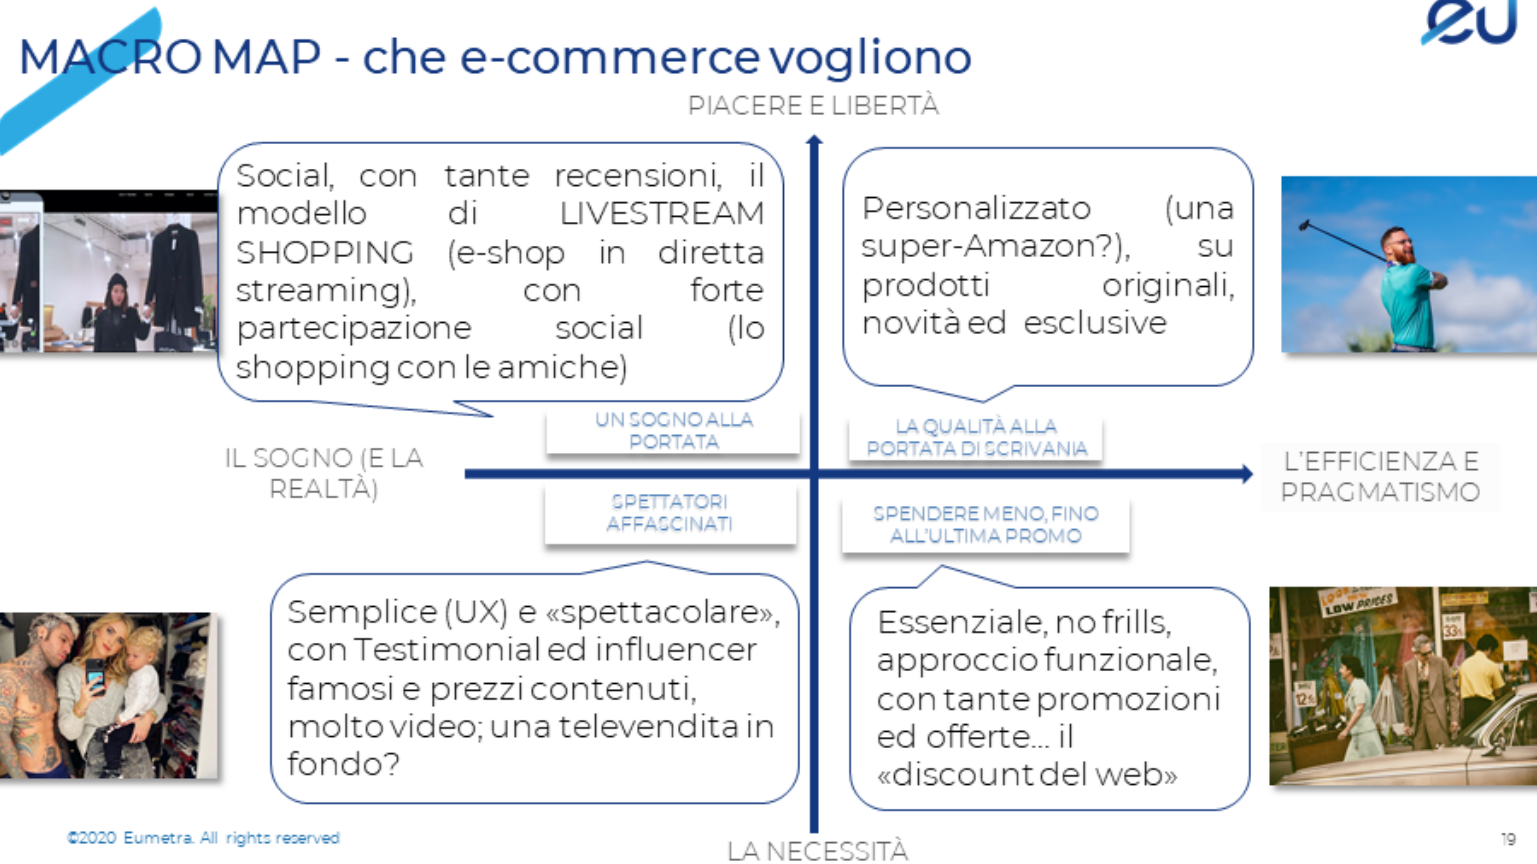 eu
MACRO MAP - che e-commerce vogliono
PIACERE E LIBERTÀ
Social, con tante recensioni, il
modello di LIVESTREAM
SHOPPING (e-shop in diretta
streaming), con forte
partecipazione social (lo
shopping con le amiche)
Personalizzato (una
super-Amazon?), su
prodotti originali,
novità ed esclusive
UN SOGNO ALLA
PORTATA
LA QUALITÀ ALLA
PORTATA DI SCRIVANIA
IL SOGNO (E LA
REALTÀ)
L'EFFICIENZA E
PRAGMATISMO
SPETTATORI
AFFASCINATI
SPENDERE MENO, FINO
ALL'ULTIMA PROMO
Semplice (UX) e «spettacolare»,
con Testimonial ed influencer
famosi e prezzi contenuti,
molto video; una televendita in
fondo?
Essenziale, no frills,
approccio funzionale,
con tante promozioni
ed offerte... il
«discount del web»
LOW PRICES
33¢
12½
©2020 Eumetra. All rights reserved
19
LA NECESSITÀ